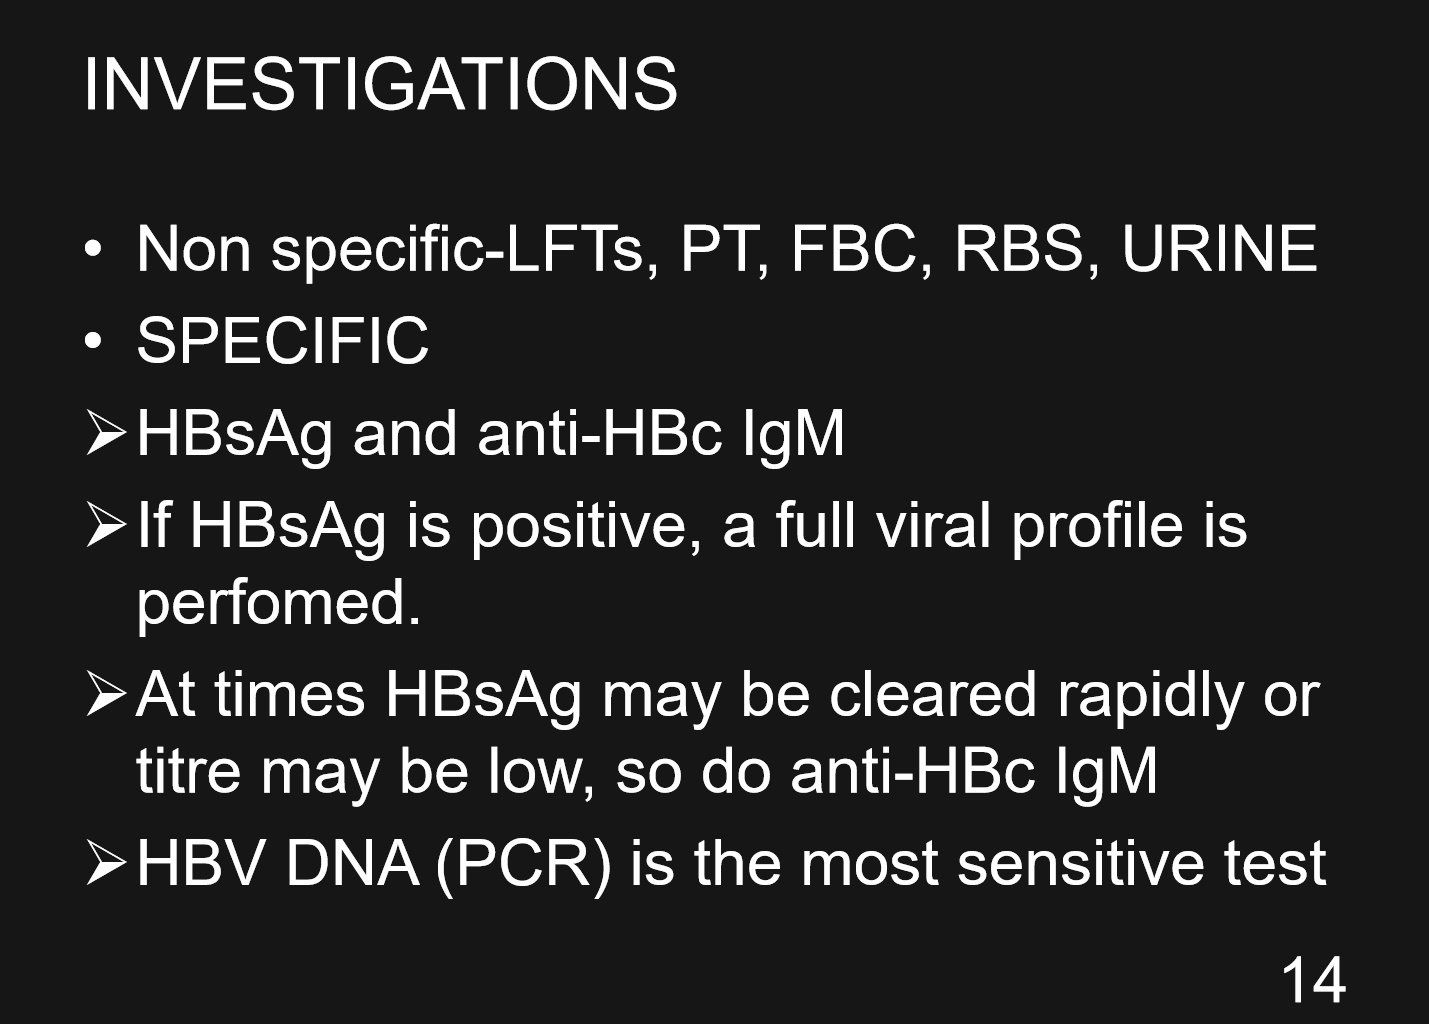 INVESTIGATIONS
• Non specific-LFTs, PT, FBC, RBS, URINE
• SPECIFIC
➢ HBsAg and anti-HBc IgM
➢ If HBsAg is positive, a full viral profile is
perfomed.
➢ At times HBsAg may be cleared rapidly or
titre may be low, so do anti-HBc IgM
➢ HBV DNA (PCR) is the most sensitive test
14